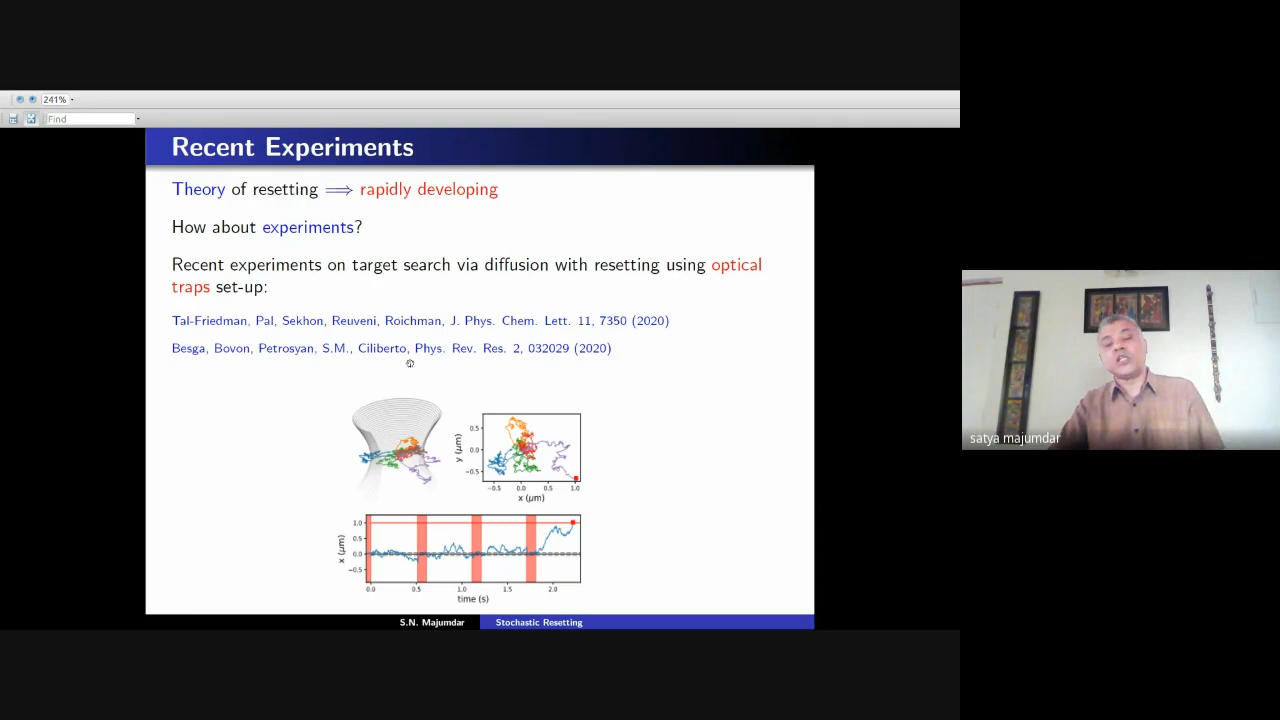 241%
Find
Recent Experiments
Theory of resetting ⟹ rapidly developing
How about experiments?
Recent experiments on target search via diffusion with resetting using optical
traps set-up:
Tal-Friedman, Pal, Sekhon, Reuveni, Roichman, J. Phys. Chem. Lett. 11, 7350 (2020)
Besga, Bovon, Petrosyan, S.M., Ciliberto, Phys. Rev. Res. 2, 032029 (2020)
y (μm)
0.5
0.0
−0.5
−0.5 0.0 0.5 1.0
x (μm)
x (μm)
1.0
0.5
0.0
−0.5
0.0 0.5 1.0 1.5 2.0
time (s)
S.N. Majumdar Stochastic Resetting
satya majumdar